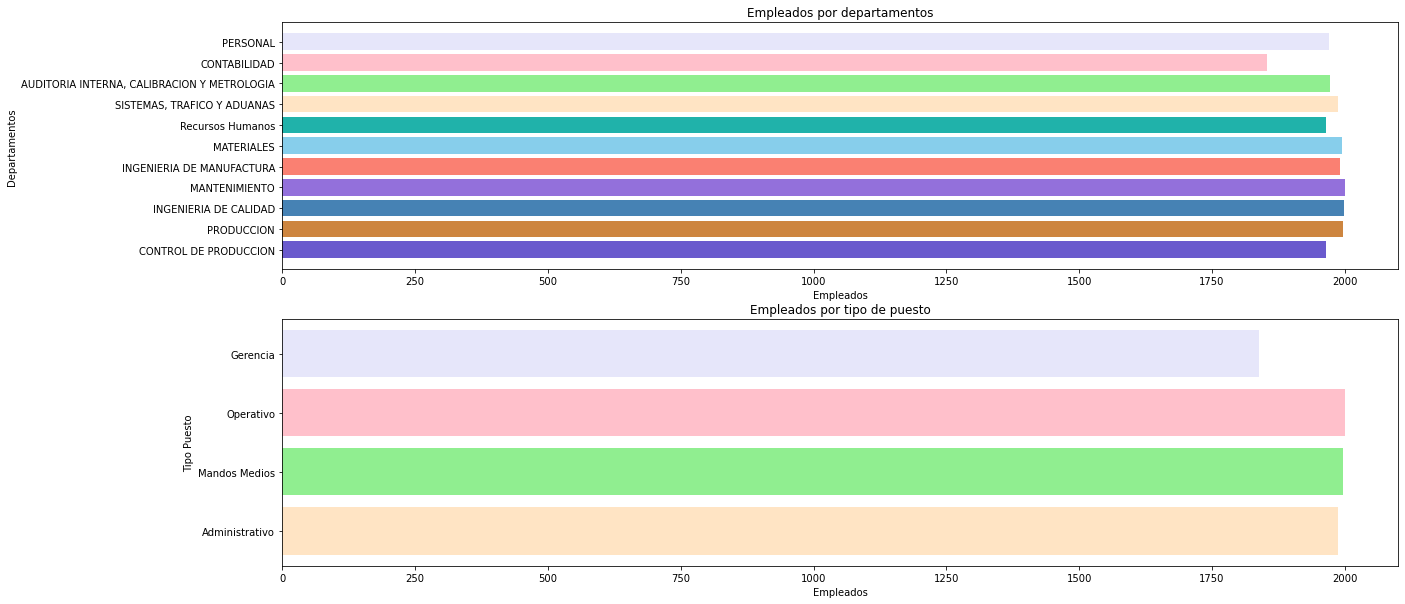 Empleados por departamentos
Departamentos
PERSONAL
CONTABILIDAD
AUDITORIA INTERNA, CALIBRACION Y METROLOGIA
SISTEMAS, TRAFICO Y ADUANAS
Recursos Humanos
MATERIALES
INGENIERIA DE MANUFACTURA
MANTENIMIENTO
INGENIERIA DE CALIDAD
PRODUCCION
CONTROL DE PRODUCCION
0 250 500 750 1000 1250 1500 1750 2000
Empleados
Empleados por tipo de puesto
Tipo Puesto
Gerencia
Operativo
Mandos Medios
Administrativo
0 250 500 750 1000 1250 1500 1750 2000
Empleados